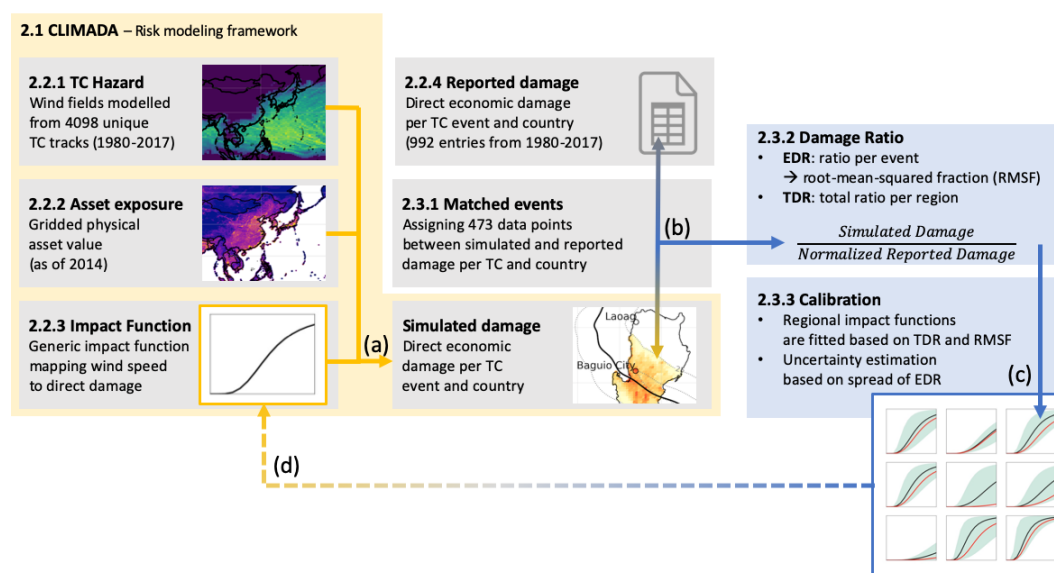 2.1 CLIMADA – Risk modeling framework
2.2.1 TC Hazard
Wind fields modelled
from 4098 unique
TC tracks (1980-2017)
2.2.2 Asset exposure
Gridded physical
asset value
(as of 2014)
2.2.3 Impact Function
Generic impact function
mapping wind speed
to direct damage
(a)
2.2.4 Reported damage
Direct economic damage
per TC event and country
(992 entries from 1980-2017)
2.3.1 Matched events
Assigning 473 data points
between simulated and reported
damage per TC and country
(b)
Simulated damage
Direct economic
damage per TC
event and country
Laoag
Baguio City
2.3.2 Damage Ratio
• EDR: ratio per event
→ root-mean-squared fraction (RMSF)
• TDR: total ratio per region
Simulated Damage
Normalized Reported Damage
2.3.3 Calibration
• Regional impact functions
are fitted based on TDR and RMSF
• Uncertainty estimation
based on spread of EDR
(c)
(d)